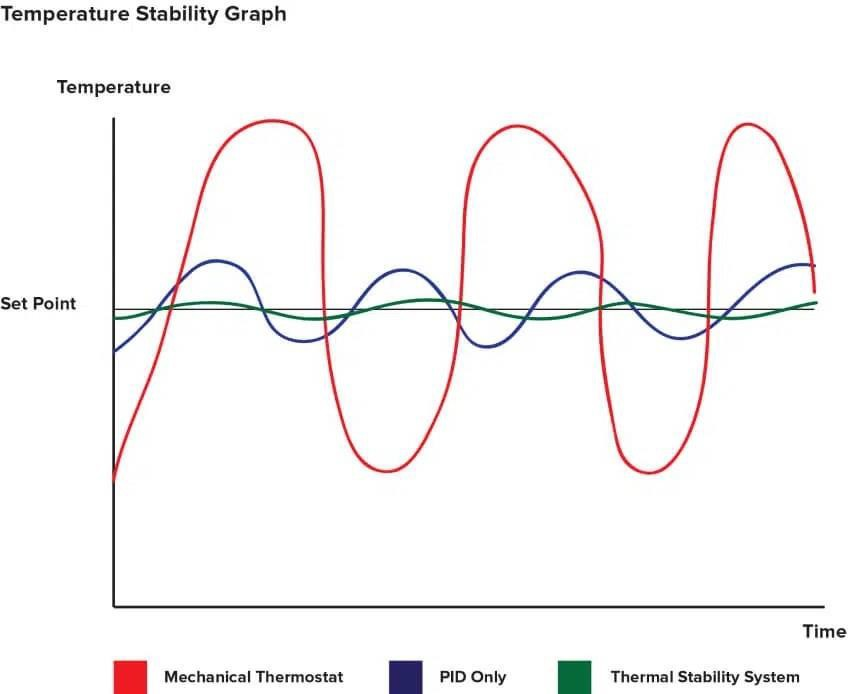 Temperature Stability Graph
Temperature
Set Point
Time
Mechanical Thermostat
PID Only
Thermal Stability System